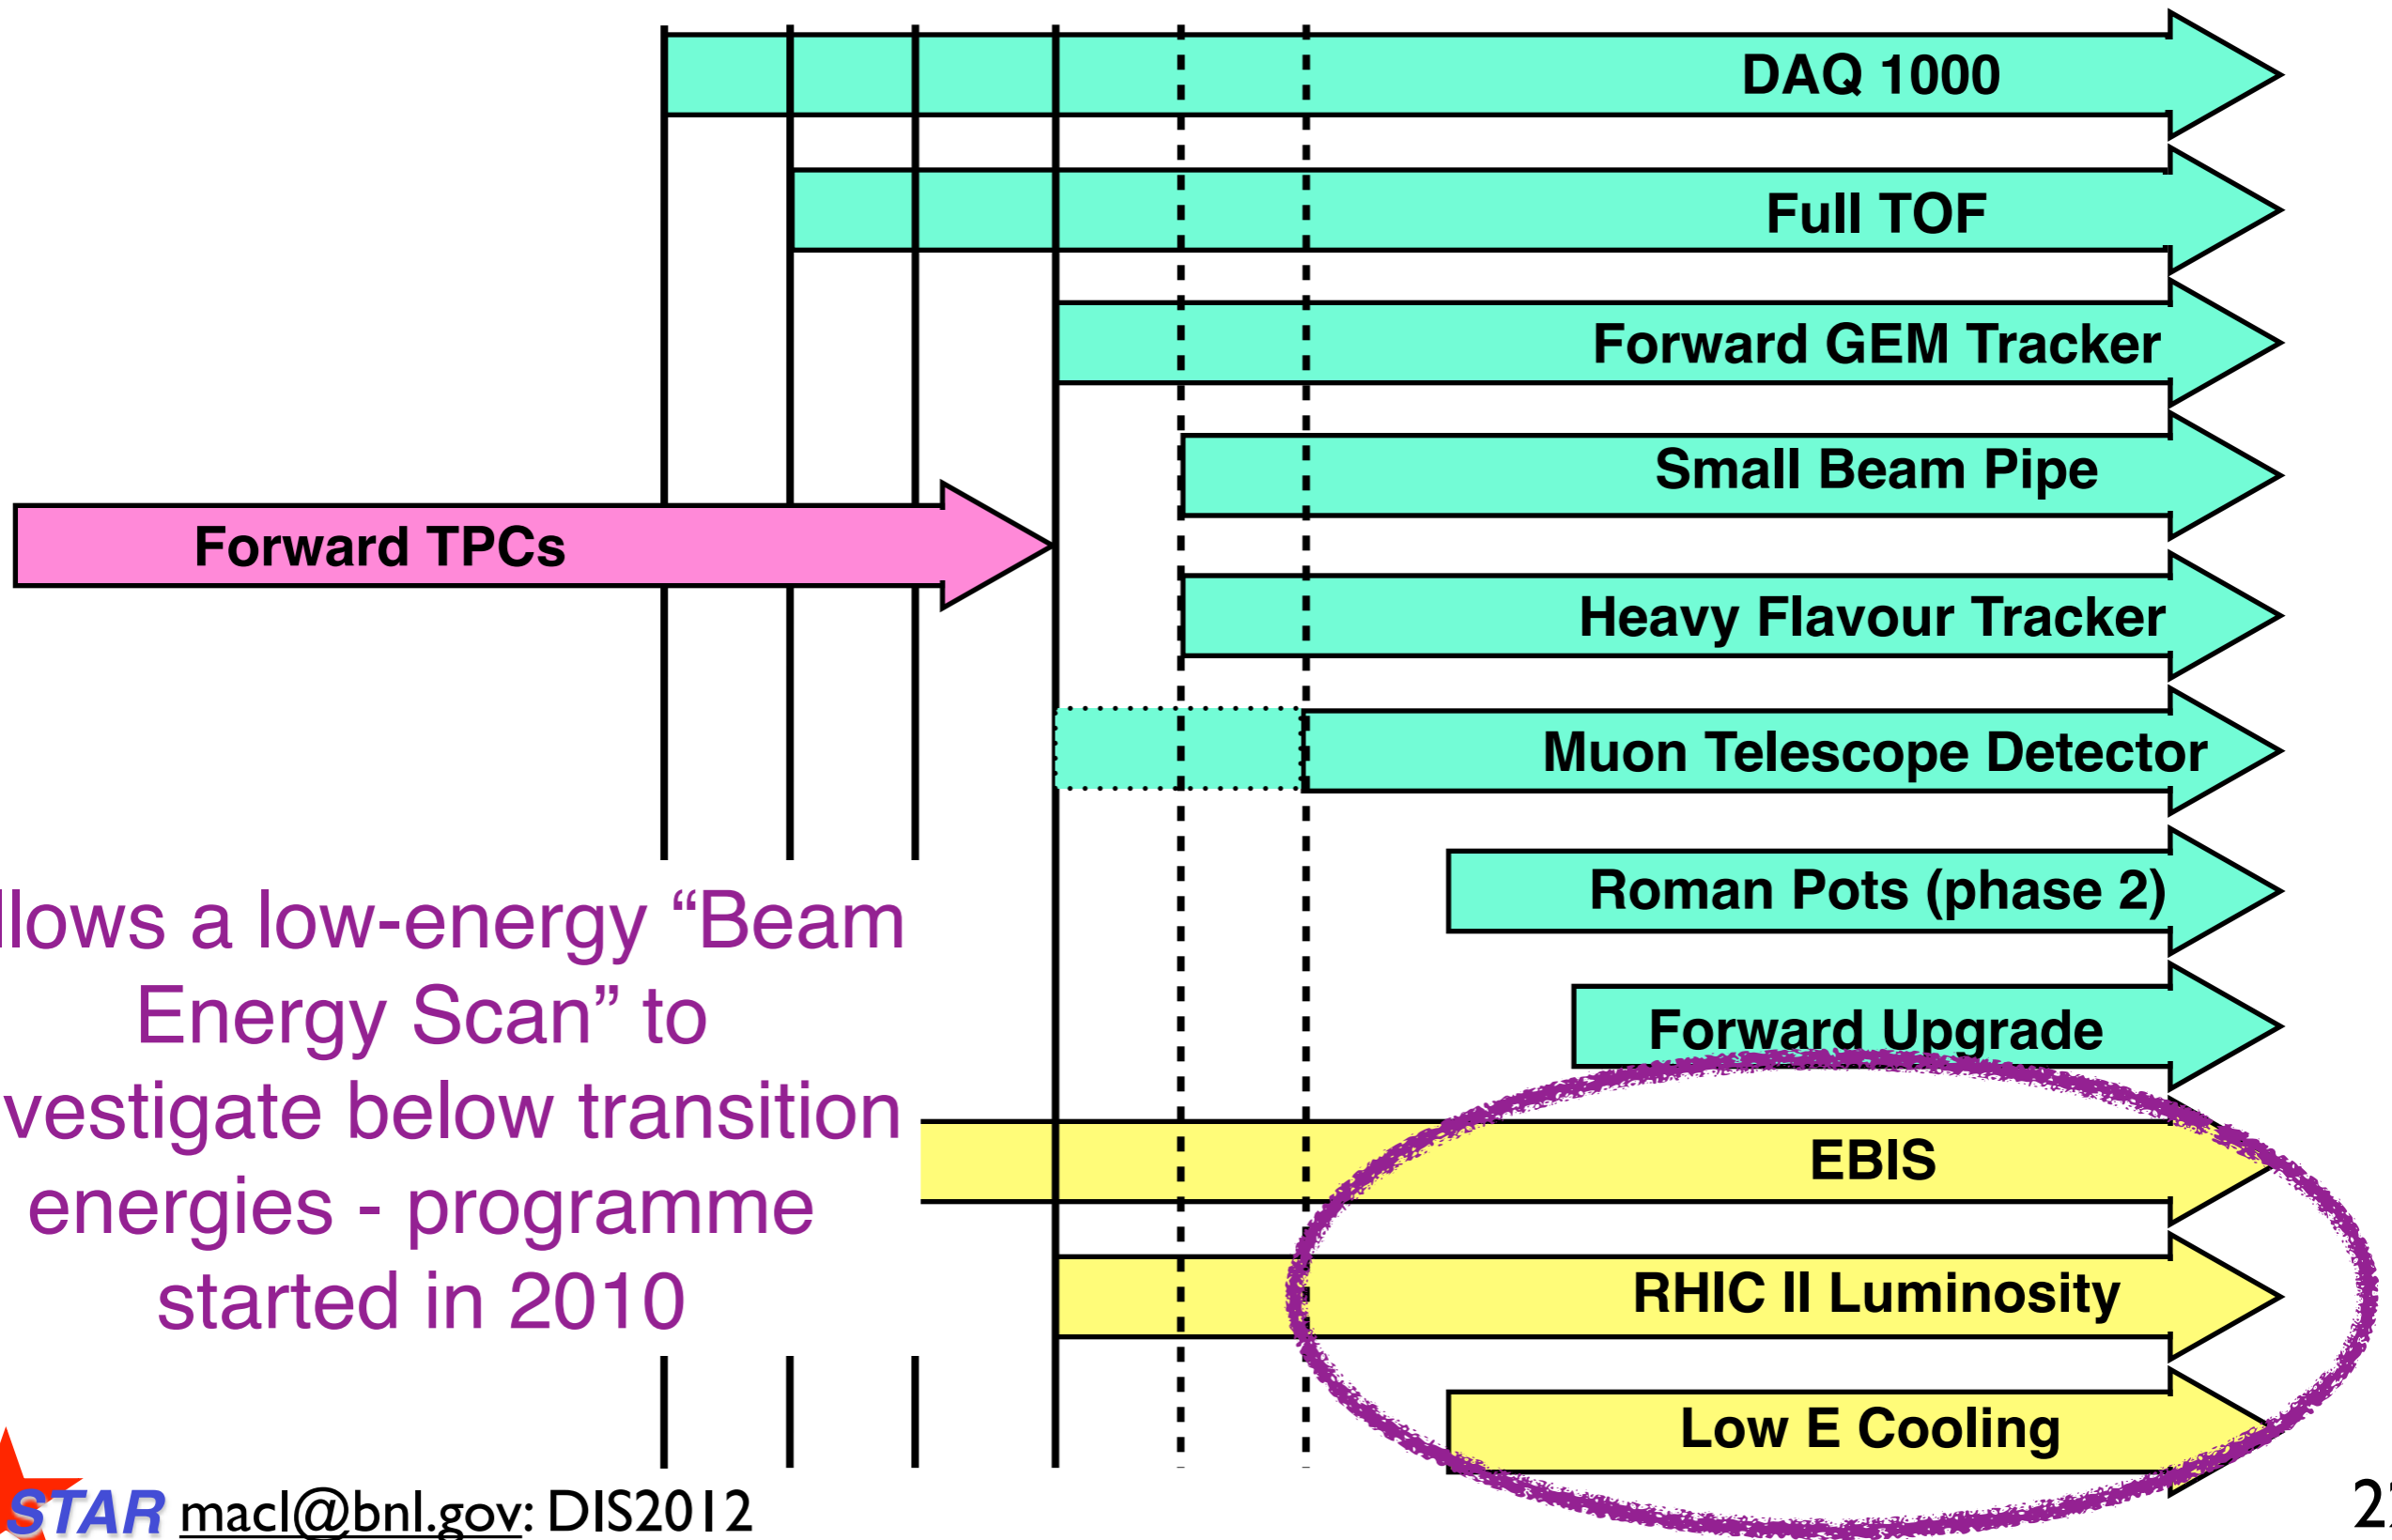 DAQ 1000
Full TOF
Forward GEM Tracker
Small Beam Pipe
Forward TPCs
Heavy Flavour Tracker
Muon Telescope Detector
Roman Pots (phase 2)
llows a low-energy “Beam
Energy Scan” to
vestigate below transition
energies - programme
started in 2010
Forward Upgrade
EBIS
RHIC II Luminosity
Low E Cooling
STAR macl@bnl.gov: DIS2012